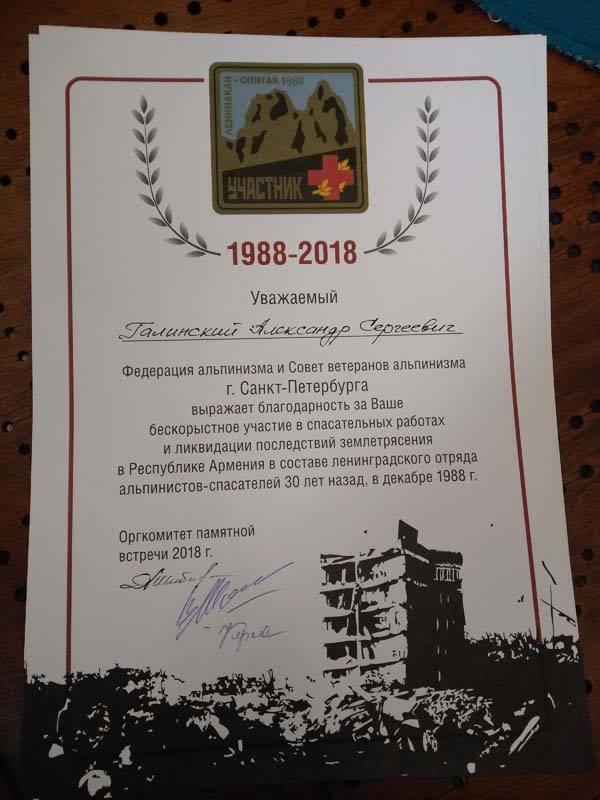 ЛЕНИНАКАН
- СПИТАК 1988
УЧАСТНИК
1988-2018
Уважаемый
Галинский Александр Сергеевич
Федерация альпинизма и Совет ветеранов альпинизма
г. Санкт-Петербурга
выражает благодарность за Ваше
бескорыстное участие в спасательных работах
и ликвидации последствий землетрясения
в Республике Армения в составе ленинградского отряда
альпинистов-спасателей 30 лет назад, в декабре 1988 г.
Оргкомитет памятной
встречи 2018 г.